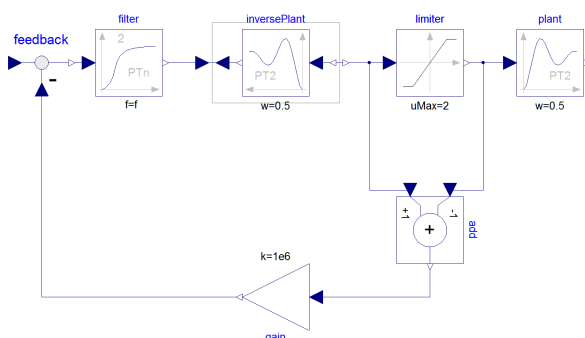 filter
inversePlant
limiter
plant
feedback
2
PTn
PT2
PT2
-
f=f
w=0.5
uMax=2
w=0.5
+1
-1
+
add
k=1e6
gain